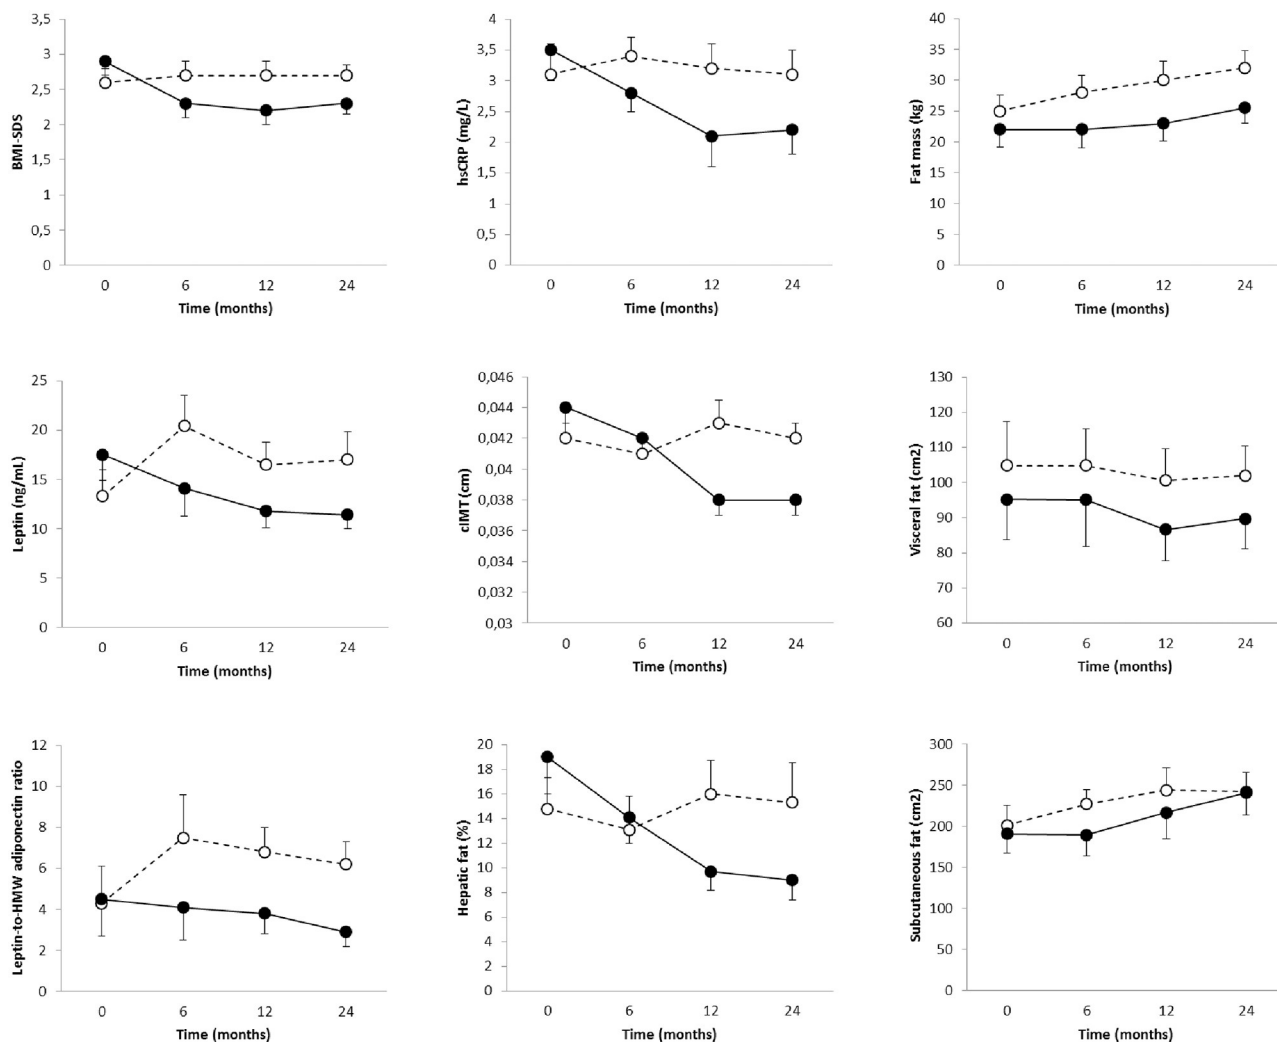 BMI-SDS
3,5
3
2,5
2
1,5
1
0,5
0
0 6 12 24
Time (months)
hsCRP (mg/L)
4
3,5
3
2,5
2
1,5
1
0,5
0
0 6 12 24
Time (months)
Fat mass (kg)
40
35
30
25
20
15
10
5
0
0 6 12 24
Time (months)
Leptin (ng/mL)
25
20
15
10
5
0
0 6 12 24
Time (months)
cIMT (cm)
0,046
0,044
0,042
0,04
0,038
0,036
0,034
0,032
0,03
0 6 12 24
Time (months)
Visceral fat (cm2)
130
120
110
100
90
80
70
60
0 6 12 24
Time (months)
Leptin-to-HMW adiponectin ratio
12
10
8
6
4
2
0
0 6 12 24
Time (months)
Hepatic fat (%)
20
18
16
14
12
10
8
6
4
2
0
0 6 12 24
Time (months)
Subcutaneous fat (cm2)
300
250
200
150
100
50
0
0 6 12 24
Time (months)